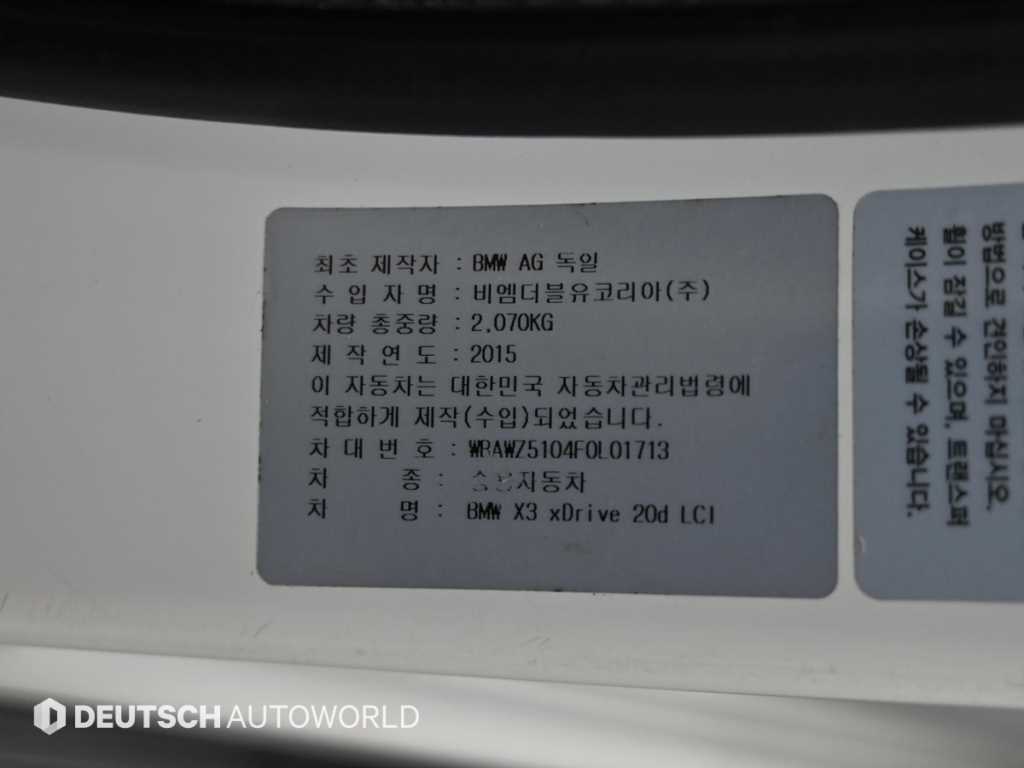 최초 제작자 : BMW AG 독일
수 입 자 명 : 비엠더블유코리아(주)
차량 총중량 : 2,070KG
제 작 연 도 : 2015
이 자동차는 대한민국 자동차관리법령에
적합하게 제작(수입)되었습니다.
차 대 번 호 : WBAWZ5104F0L01713
차 종 : 승용자동차
차 명 : BMW X3 xDrive 20d LCI
방법으로 견인하지 마십시오.
휠이 잠길 수 있으며, 트랜스퍼
케이스가 손상될 수 있습니다.
DEUTSCH AUTOWORLD